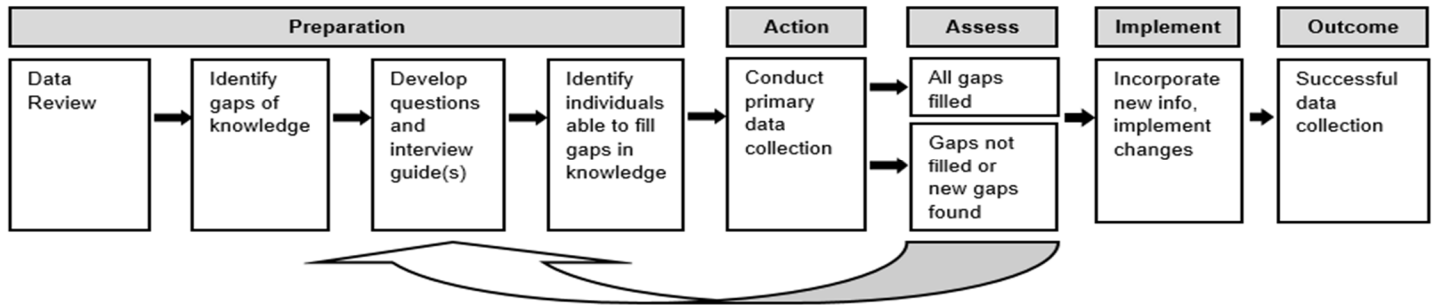 Preparation
Action
Assess
Implement
Outcome
Data
Review
Identify
gaps of
knowledge
Develop
questions
and
interview
guide(s)
Identify
individuals
able to fill
gaps in
knowledge
Conduct
primary
data
collection
All gaps
filled
Gaps not
filled or
new gaps
found
Incorporate
new info,
implement
changes
Successful
data
collection